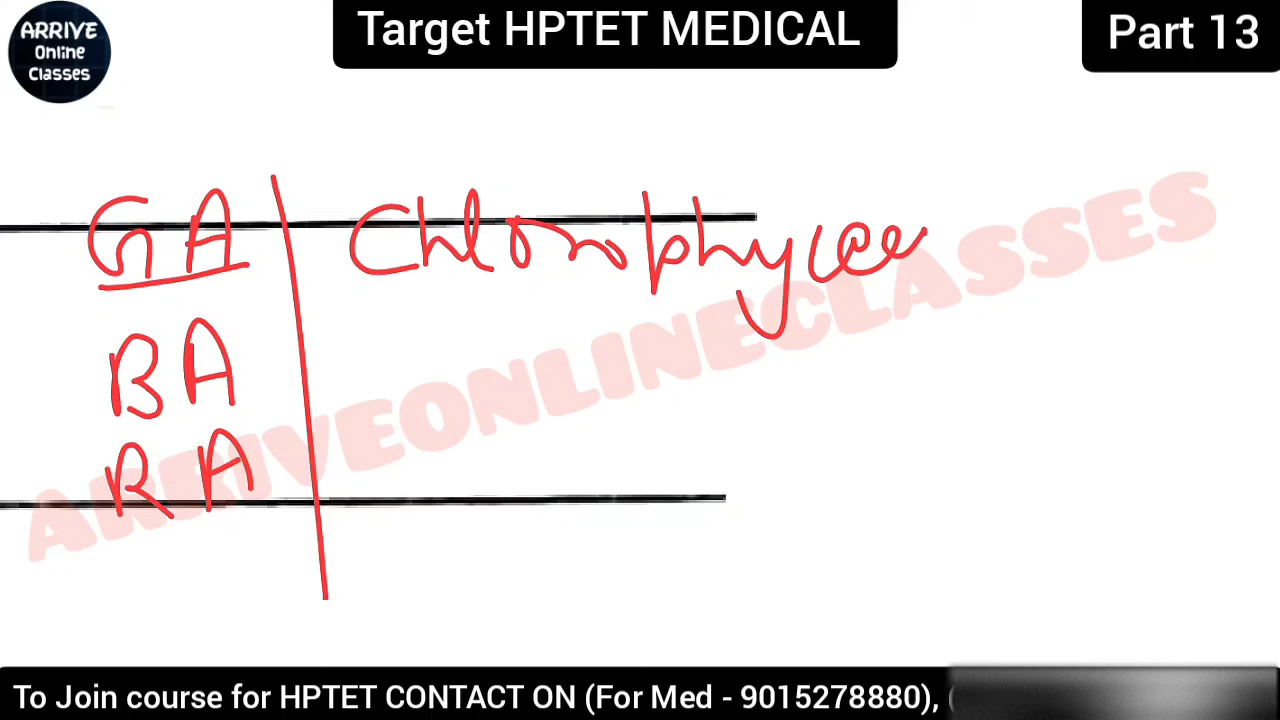 ARRIVE
Online
Classes
Target HPTET MEDICAL
Part 13
GA Chlorophyceae
BA
RA
ARRIVEONLINECLASSES
To Join course for HPTET CONTACT ON (For Med - 9015278880), (